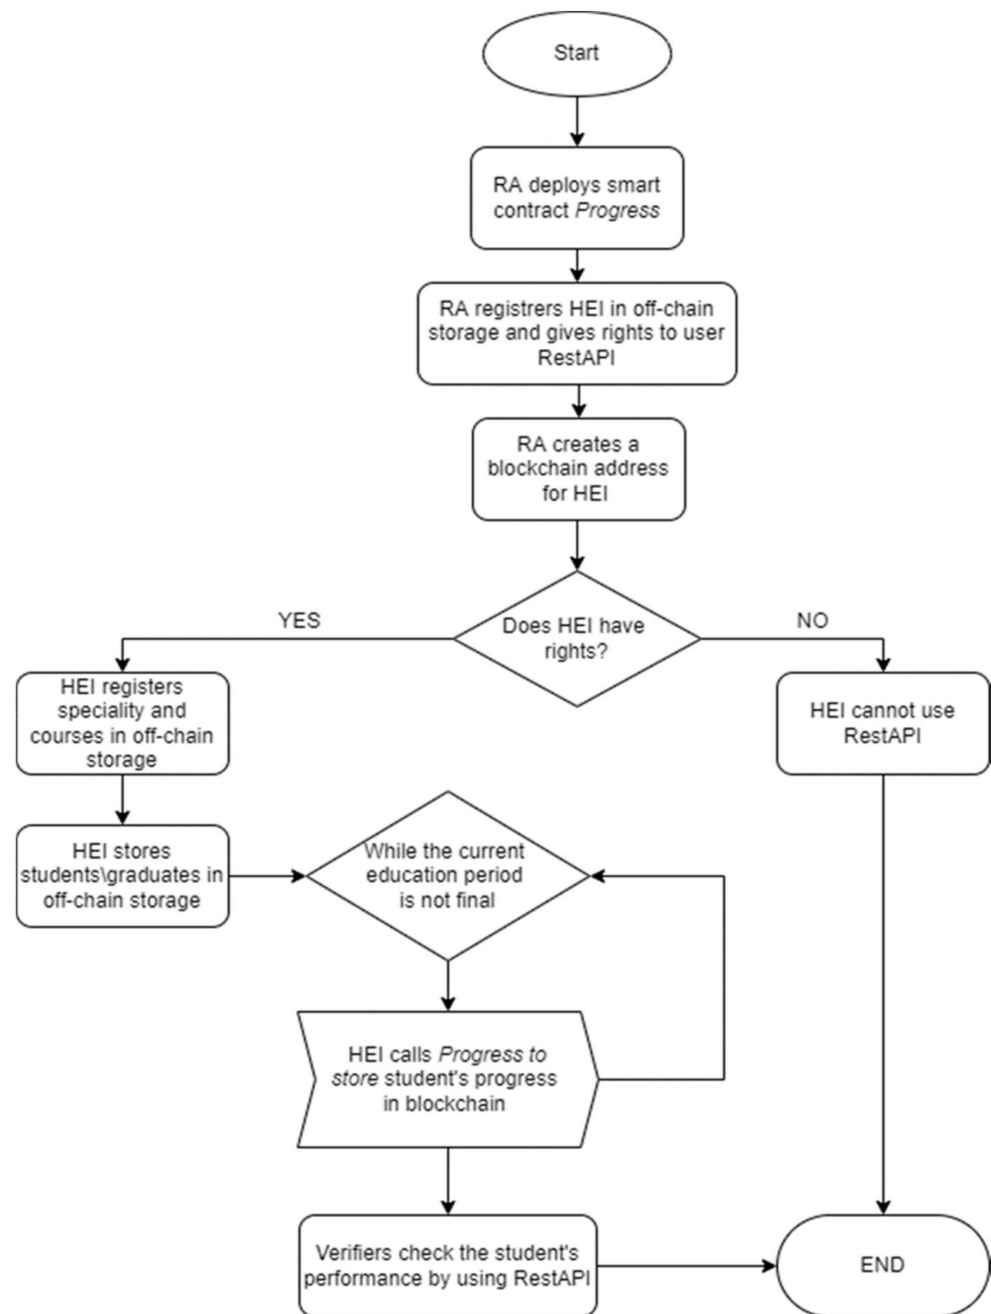 Start
RA deploys smart
contract Progress
RA registrers HEI in off-chain
storage and gives rights to user
RestAPI
RA creates a
blockchain address
for HEI
YES
Does HEI have
rights?
NO
HEI registers
speciality and
courses in off-chain
storage
HEI cannot use
RestAPI
HEI stores
students\graduates in
off-chain storage
While the current
education period
is not final
HEI calls Progress to
store student's progress
in blockchain
Verifiers check the student's
performance by using RestAPI
END